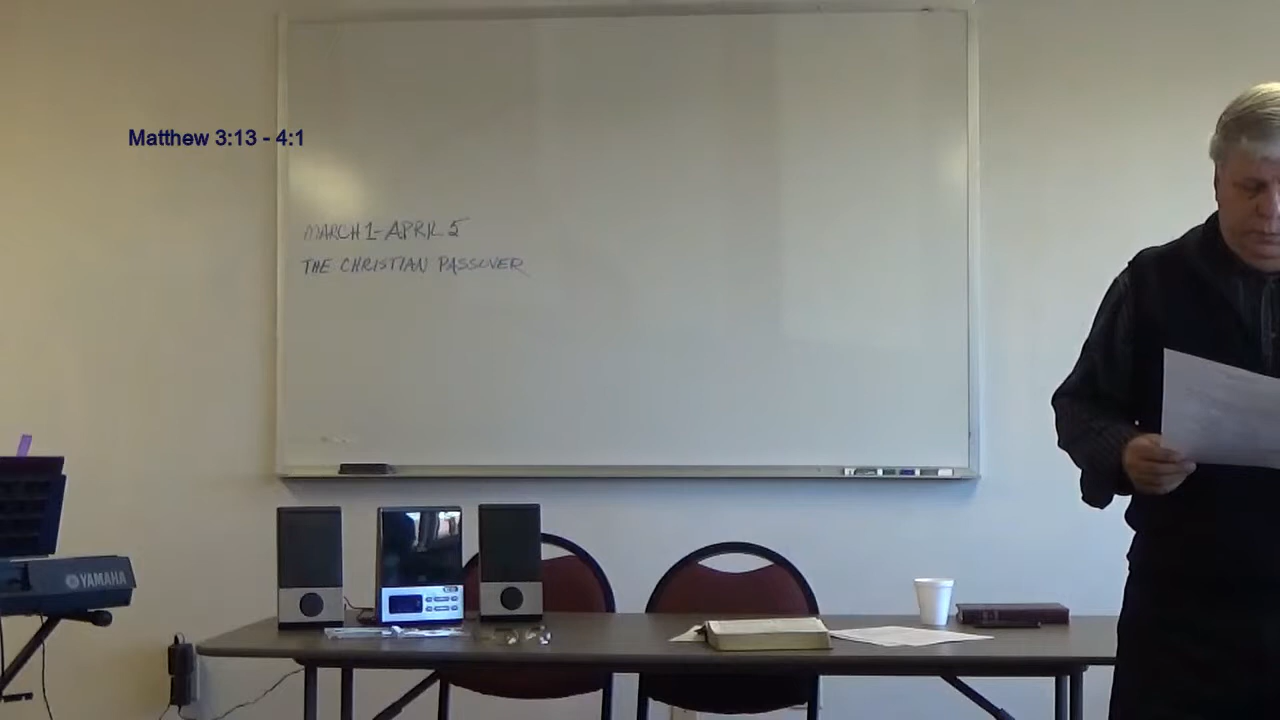 Matthew 3:13 - 4:1
MARCH 1-APRIL 5
THE CHRISTIAN PASSOVER
YAMAHA